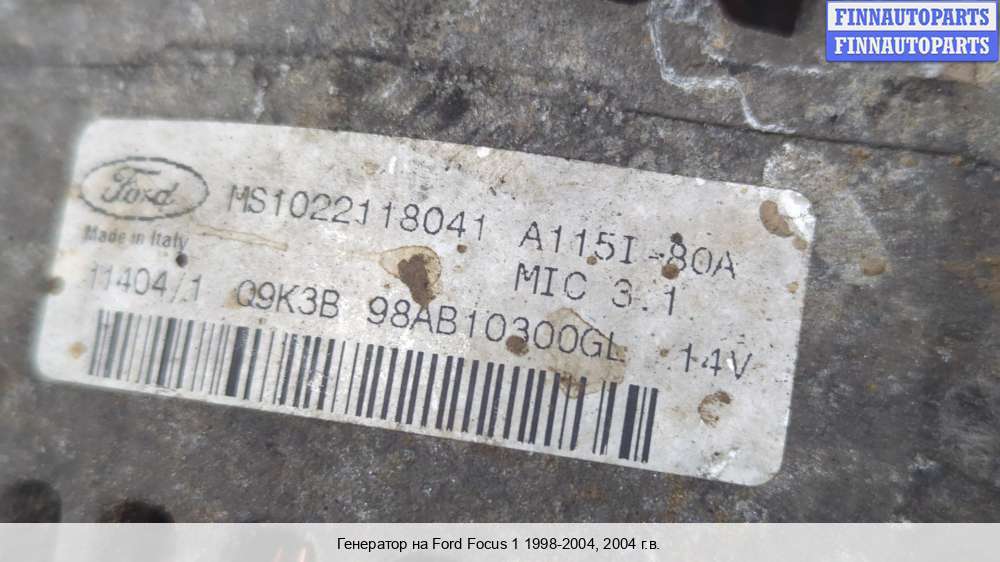 FINNAUTOPARTS
FINNAUTOPARTS
Ford
MS1022118041 A115I-80A
Made in Italy
MIC 3.1
11404/1 Q9K3B 98AB10300GL 14V
Генератор на Ford Focus 1 1998-2004, 2004 г.в.